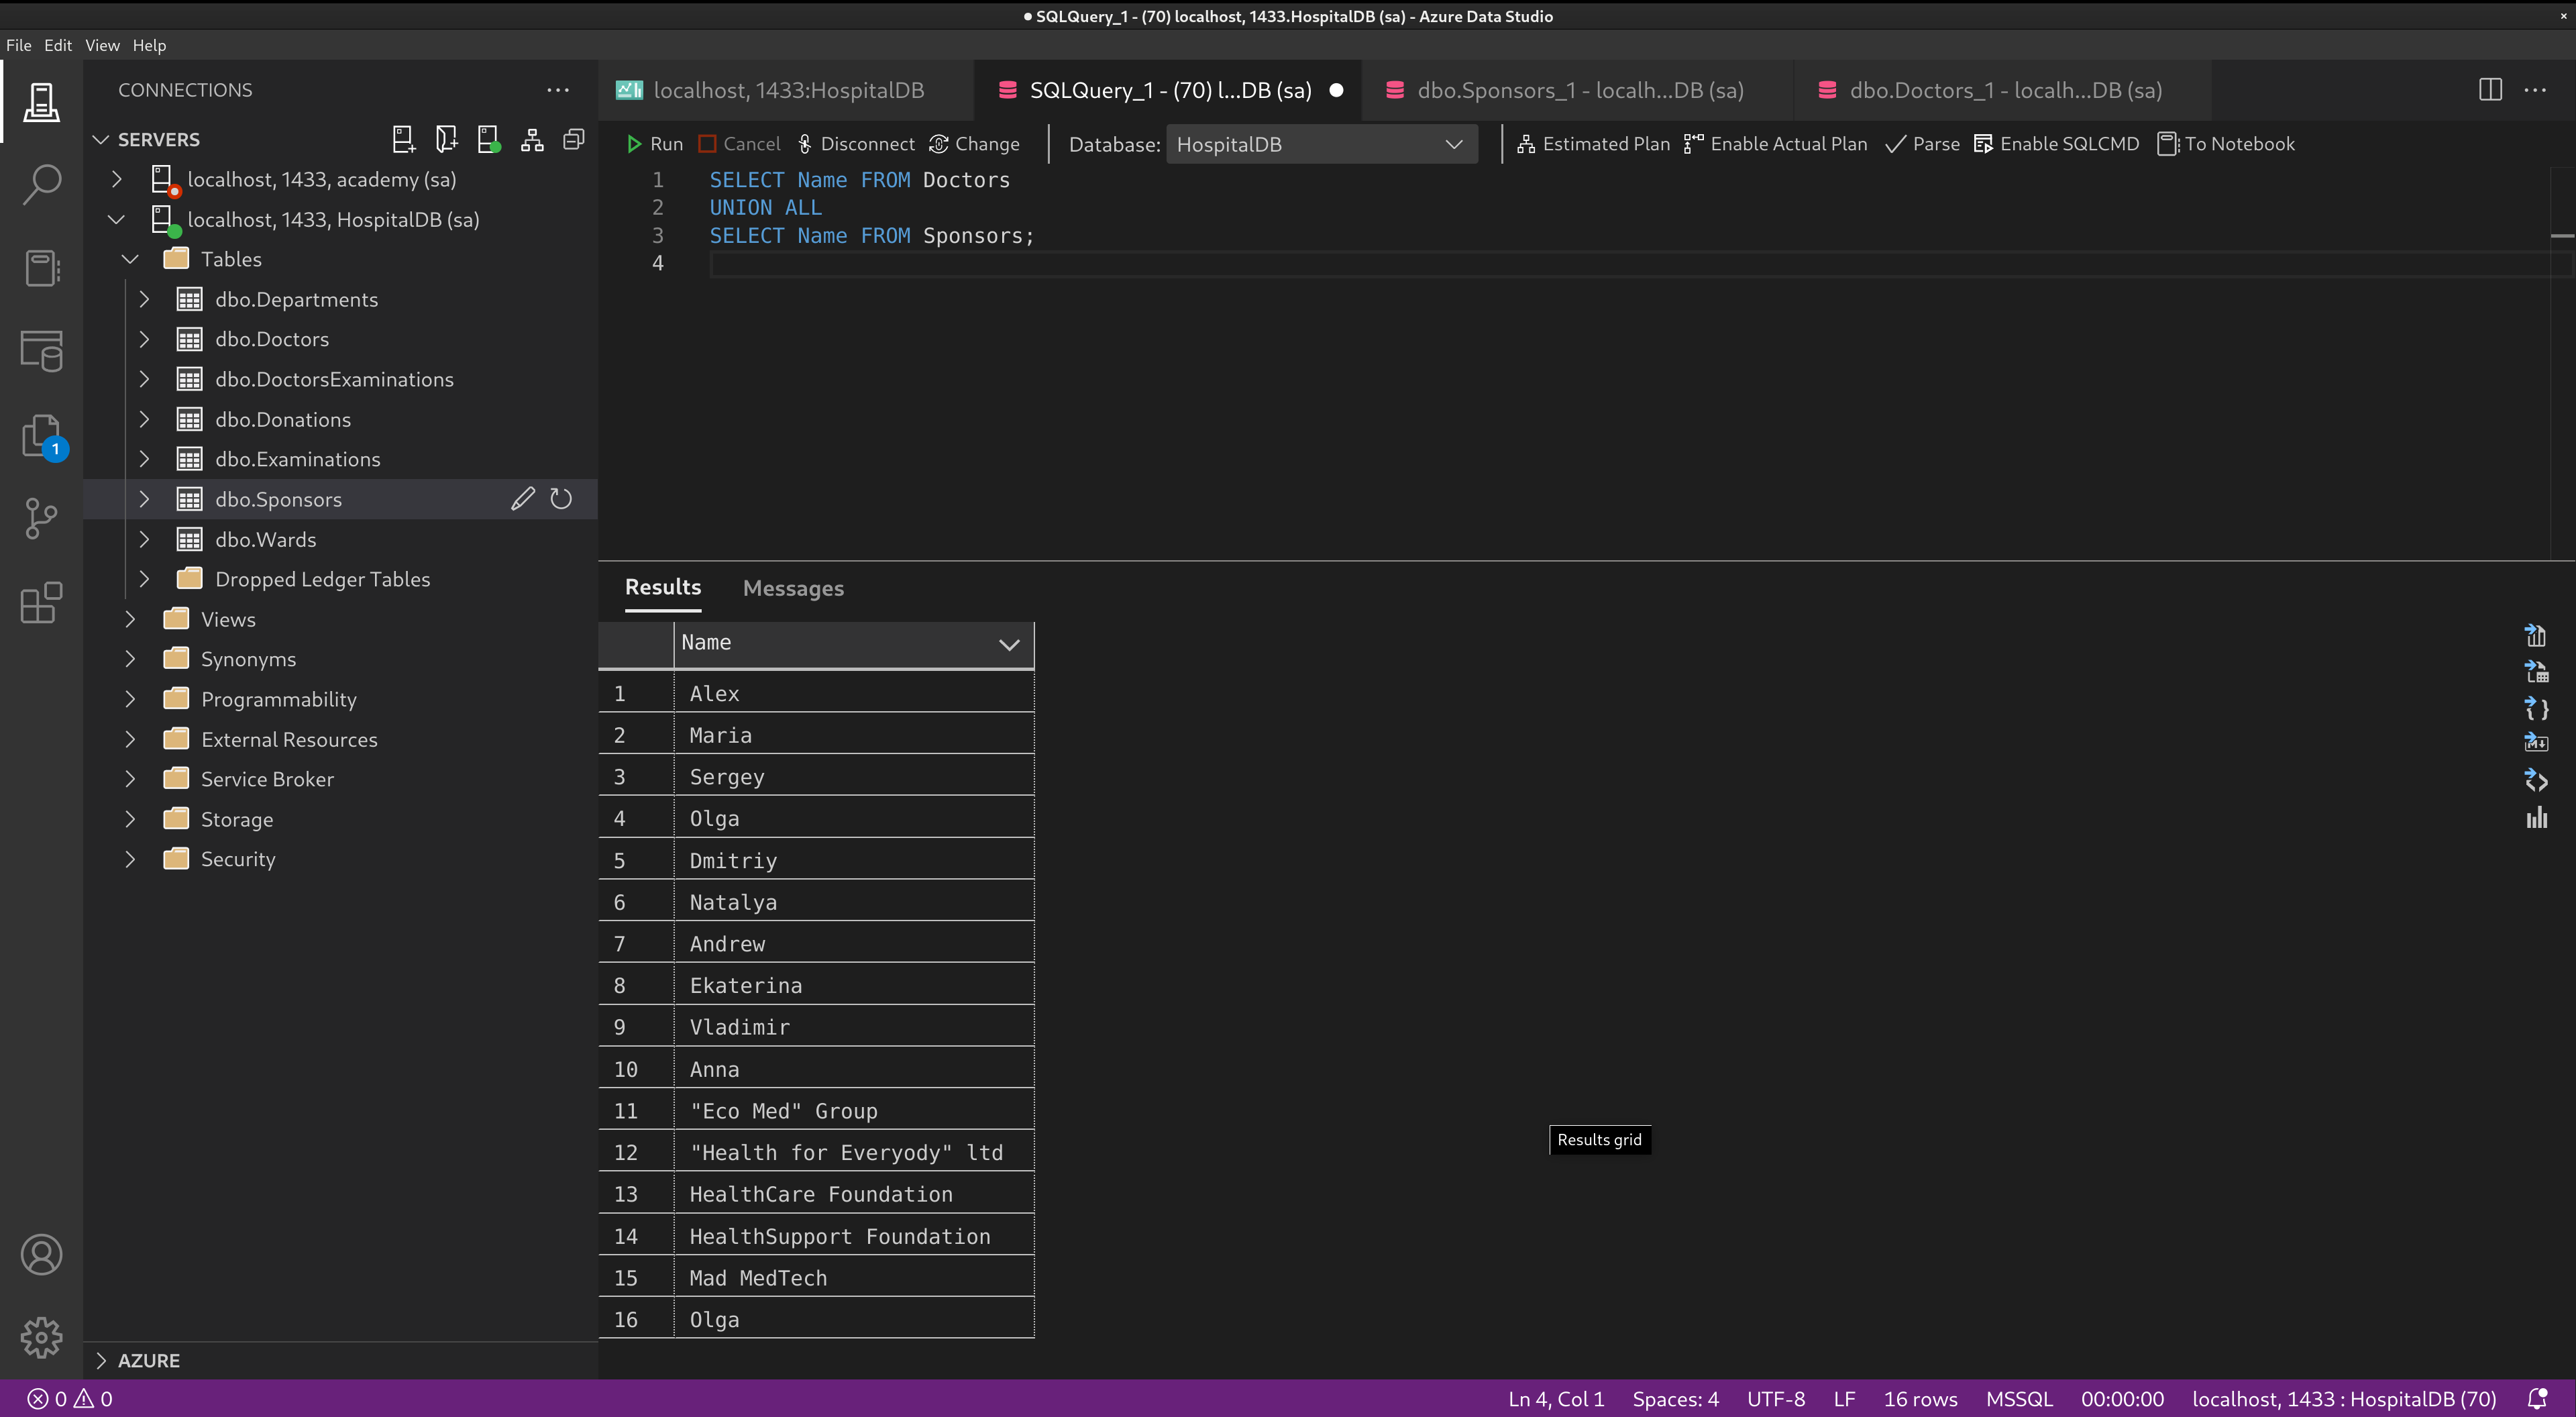 SQLQuery_1 - (70) localhost, 1433.HospitalDB (sa) - Azure Data Studio
File Edit View Help
CONNECTIONS
SERVERS
localhost, 1433, academy (sa)
localhost, 1433, HospitalDB (sa)
Tables
dbo.Departments
dbo.Doctors
dbo.DoctorsExaminations
dbo.Donations
dbo.Examinations
dbo.Sponsors
dbo.Wards
Dropped Ledger Tables
Views
Synonyms
Programmability
External Resources
Service Broker
Storage
Security
AZURE
1
localhost, 1433:HospitalDB
SQLQuery_1 - (70) l...DB (sa)
dbo.Sponsors_1 - localh...DB (sa)
dbo.Doctors_1 - localh...DB (sa)
Run Cancel Disconnect Change Database: HospitalDB Estimated Plan Enable Actual Plan Parse Enable SQLCMD To Notebook
1 SELECT Name FROM Doctors
2 UNION ALL
3 SELECT Name FROM Sponsors;
4
Results Messages
Name
1 Alex
2 Maria
3 Sergey
4 Olga
5 Dmitriy
6 Natalya
7 Andrew
8 Ekaterina
9 Vladimir
10 Anna
11 "Eco Med" Group
12 "Health for Everyody" ltd
13 HealthCare Foundation
14 HealthSupport Foundation
15 Mad MedTech
16 Olga
Results grid
0 0 Ln 4, Col 1 Spaces: 4 UTF-8 LF 16 rows MSSQL 00:00:00 localhost, 1433 : HospitalDB (70)